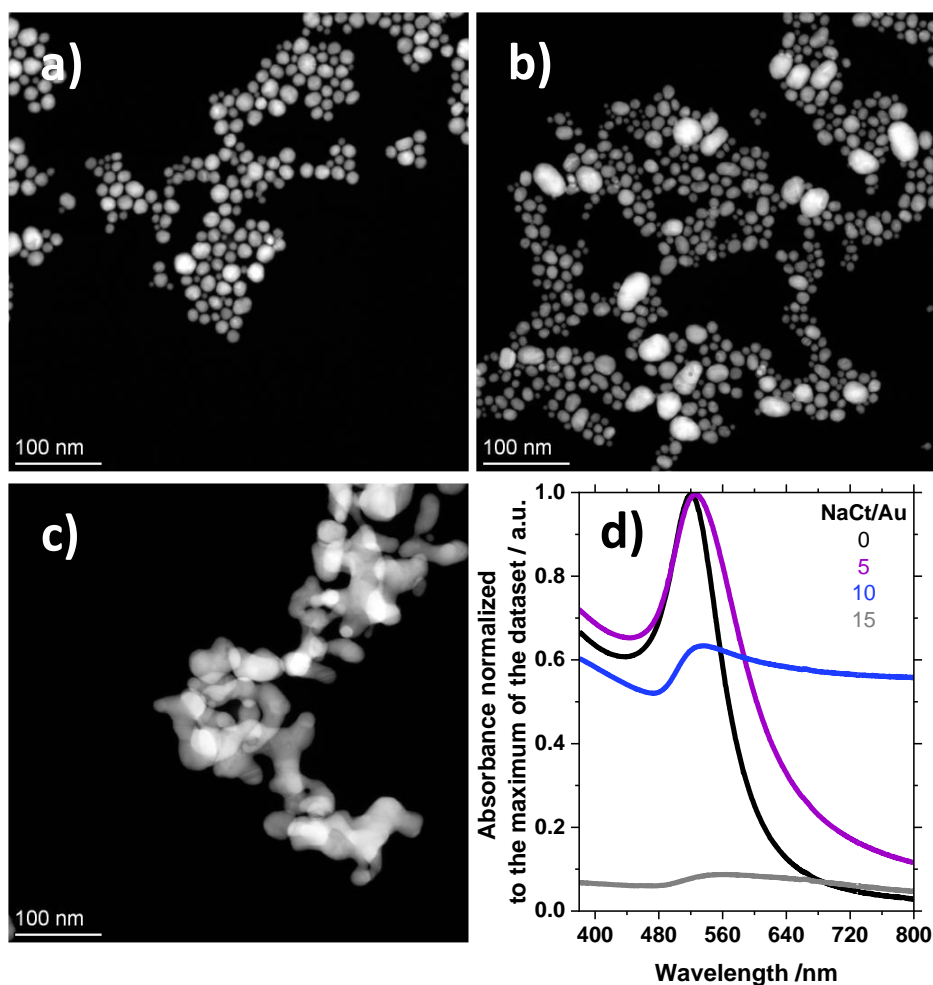 a)
b)
100 nm
100 nm
c)
100 nm
d)
NaCt/Au
0
5
10
15
Absorbance normalized
to the maximum of the dataset / a.u.
1.0
0.8
0.6
0.4
0.2
0.0
400 480 560 640 720 800
Wavelength /nm